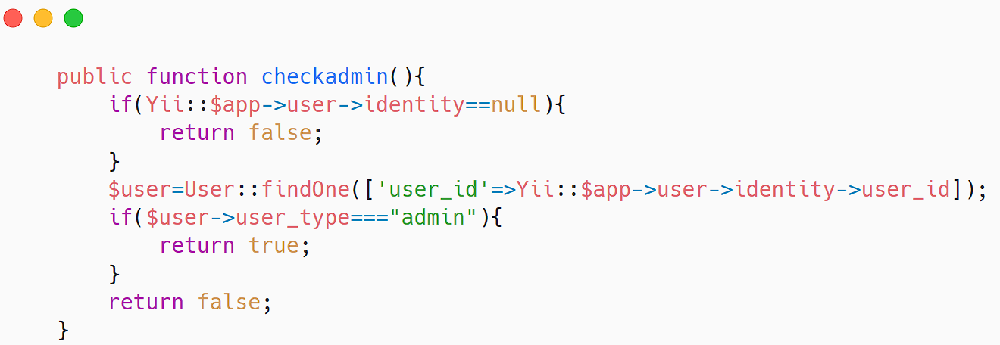 public function checkadmin(){
    if(Yii::$app->user->identity==null){
        return false;
    }
    $user=User::findOne(['user_id'=>Yii::$app->user->identity->user_id]);
    if($user->user_type==="admin"){
        return true;
    }
    return false;
}